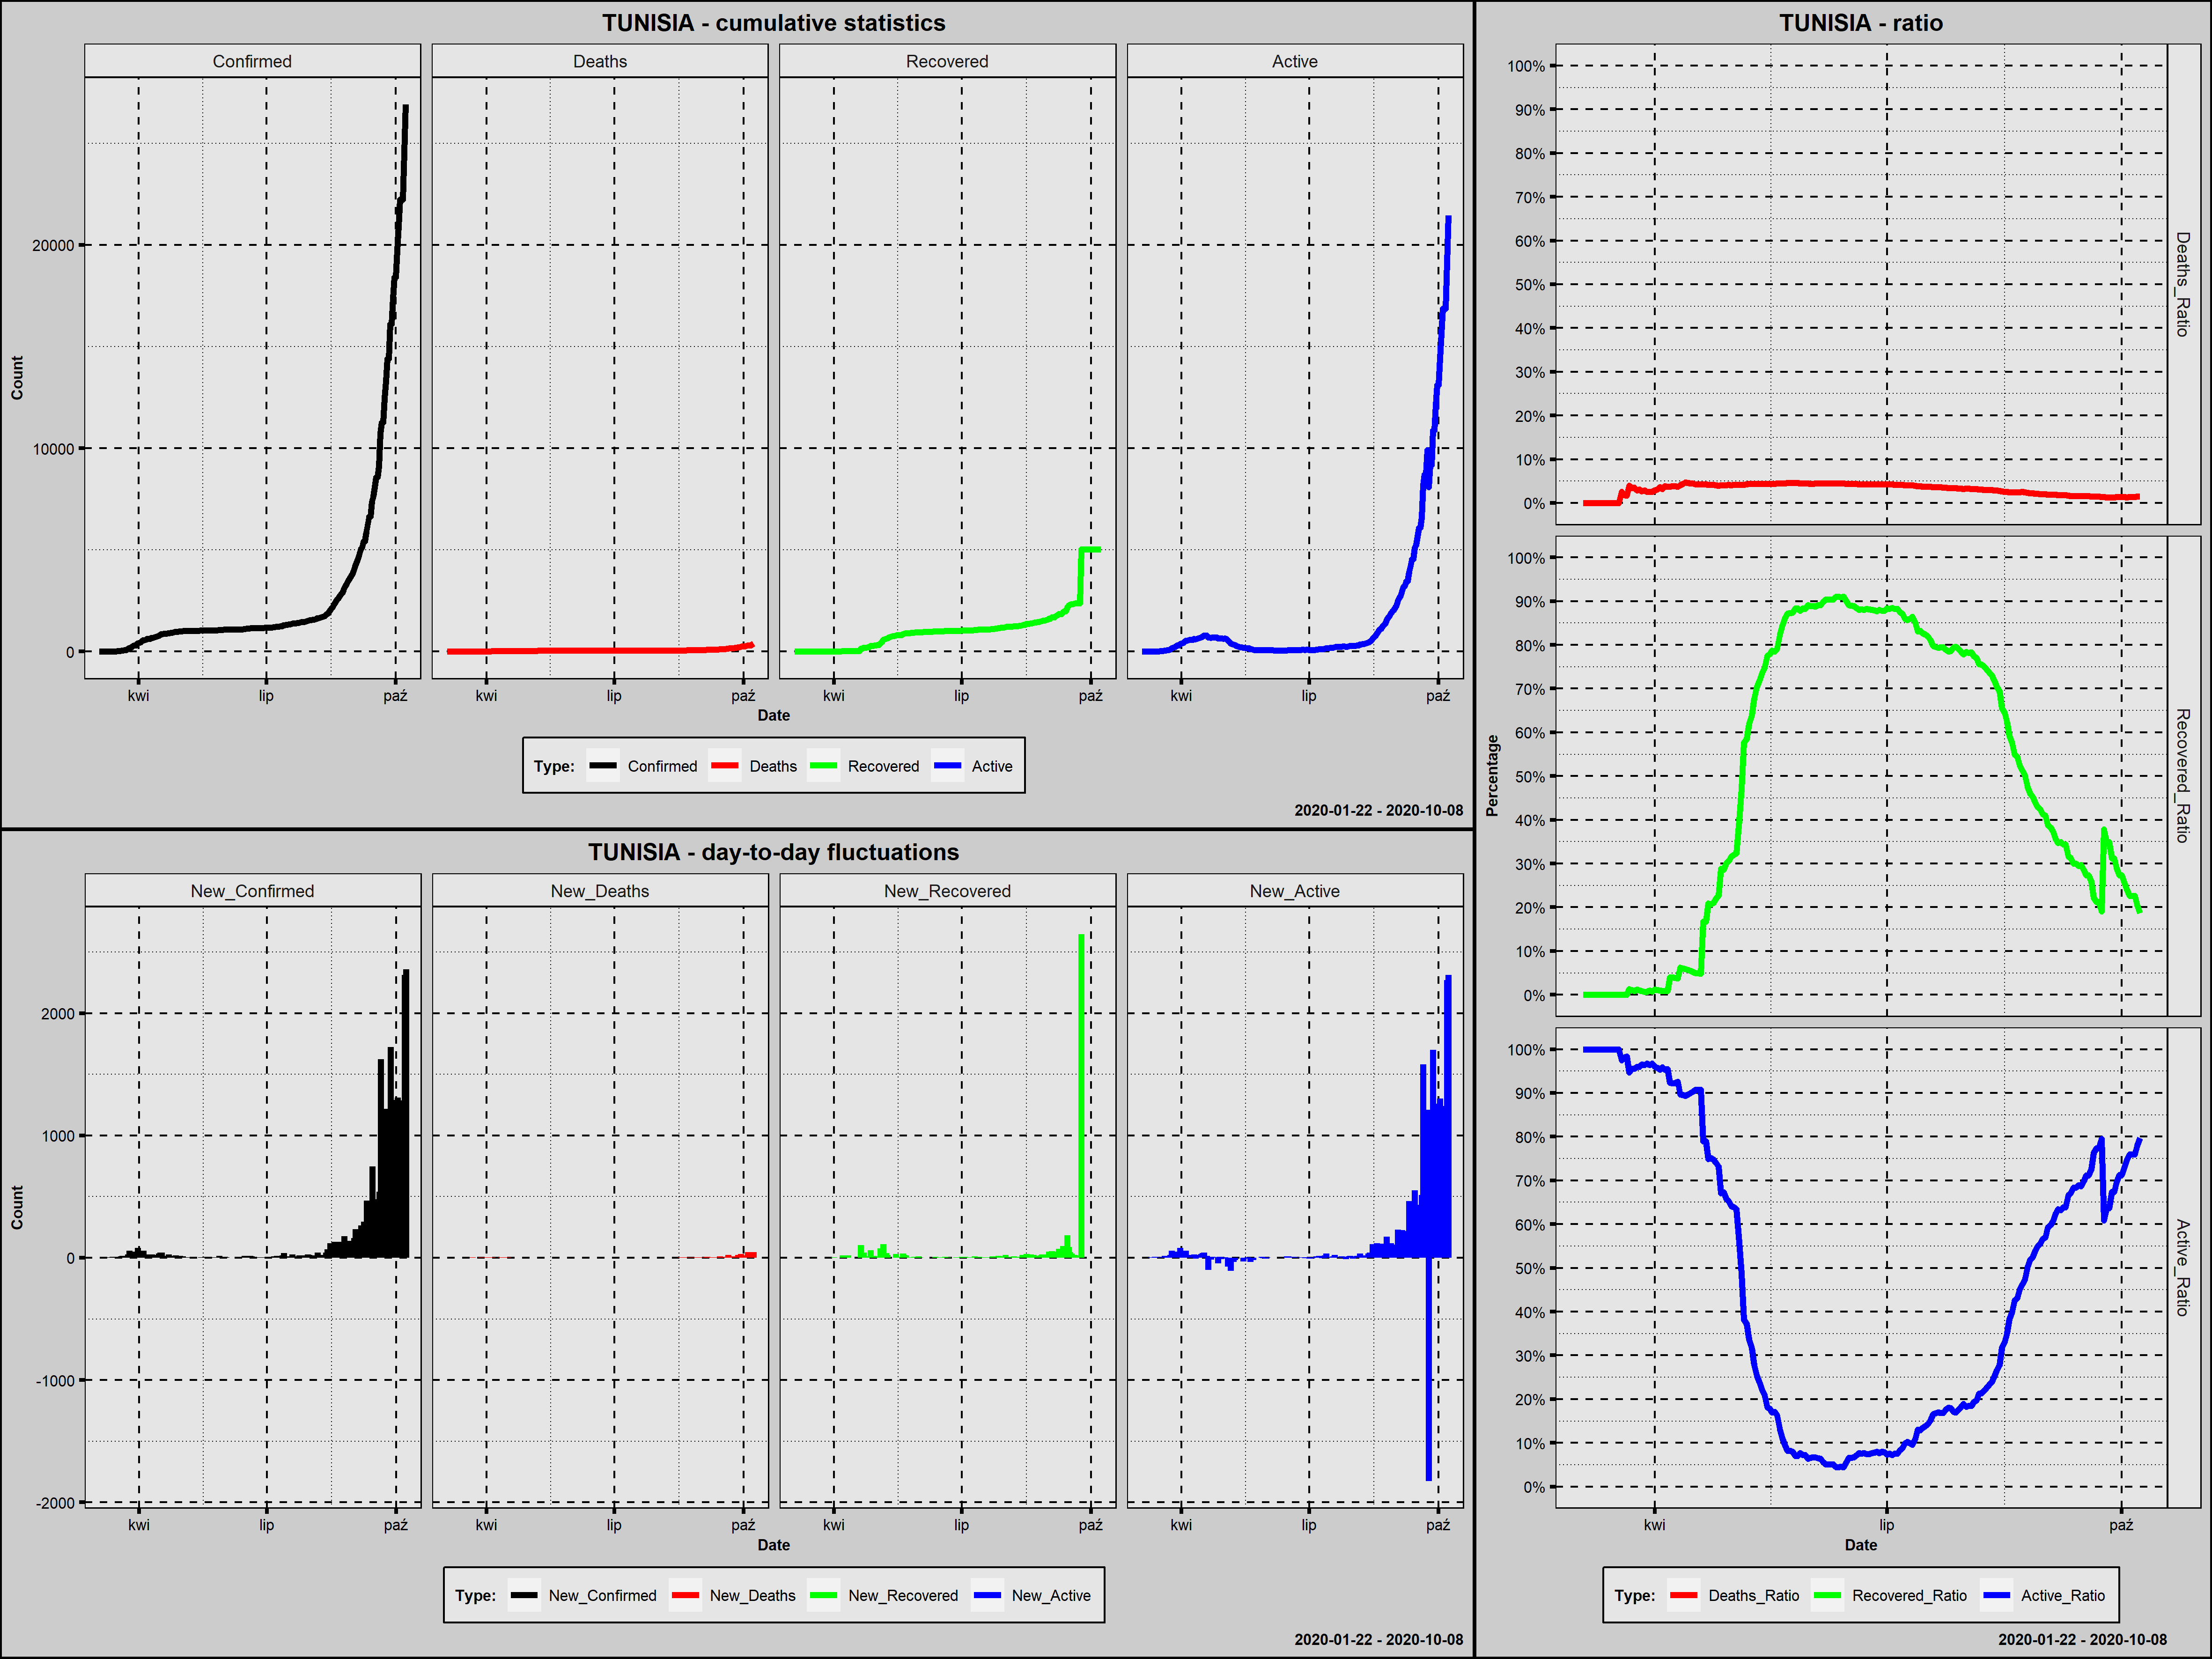 TUNISIA - cumulative statistics
Confirmed Deaths Recovered Active
Count
20000
10000
0
kwi lip paź kwi lip paź kwi lip paź kwi lip paź
Date
Type: Confirmed Deaths Recovered Active
2020-01-22 - 2020-10-08
TUNISIA - day-to-day fluctuations
New_Confirmed New_Deaths New_Recovered New_Active
Count
2000
1000
0
-1000
-2000
kwi lip paź kwi lip paź kwi lip paź kwi lip paź
Date
Type: New_Confirmed New_Deaths New_Recovered New_Active
2020-01-22 - 2020-10-08
TUNISIA - ratio
Percentage
100%
90%
80%
70%
60%
50%
40%
30%
20%
10%
0%
Deaths_Ratio
100%
90%
80%
70%
60%
50%
40%
30%
20%
10%
0%
Recovered_Ratio
100%
90%
80%
70%
60%
50%
40%
30%
20%
10%
0%
Active_Ratio
kwi lip paź
Date
Type: Deaths_Ratio Recovered_Ratio Active_Ratio
2020-01-22 - 2020-10-08